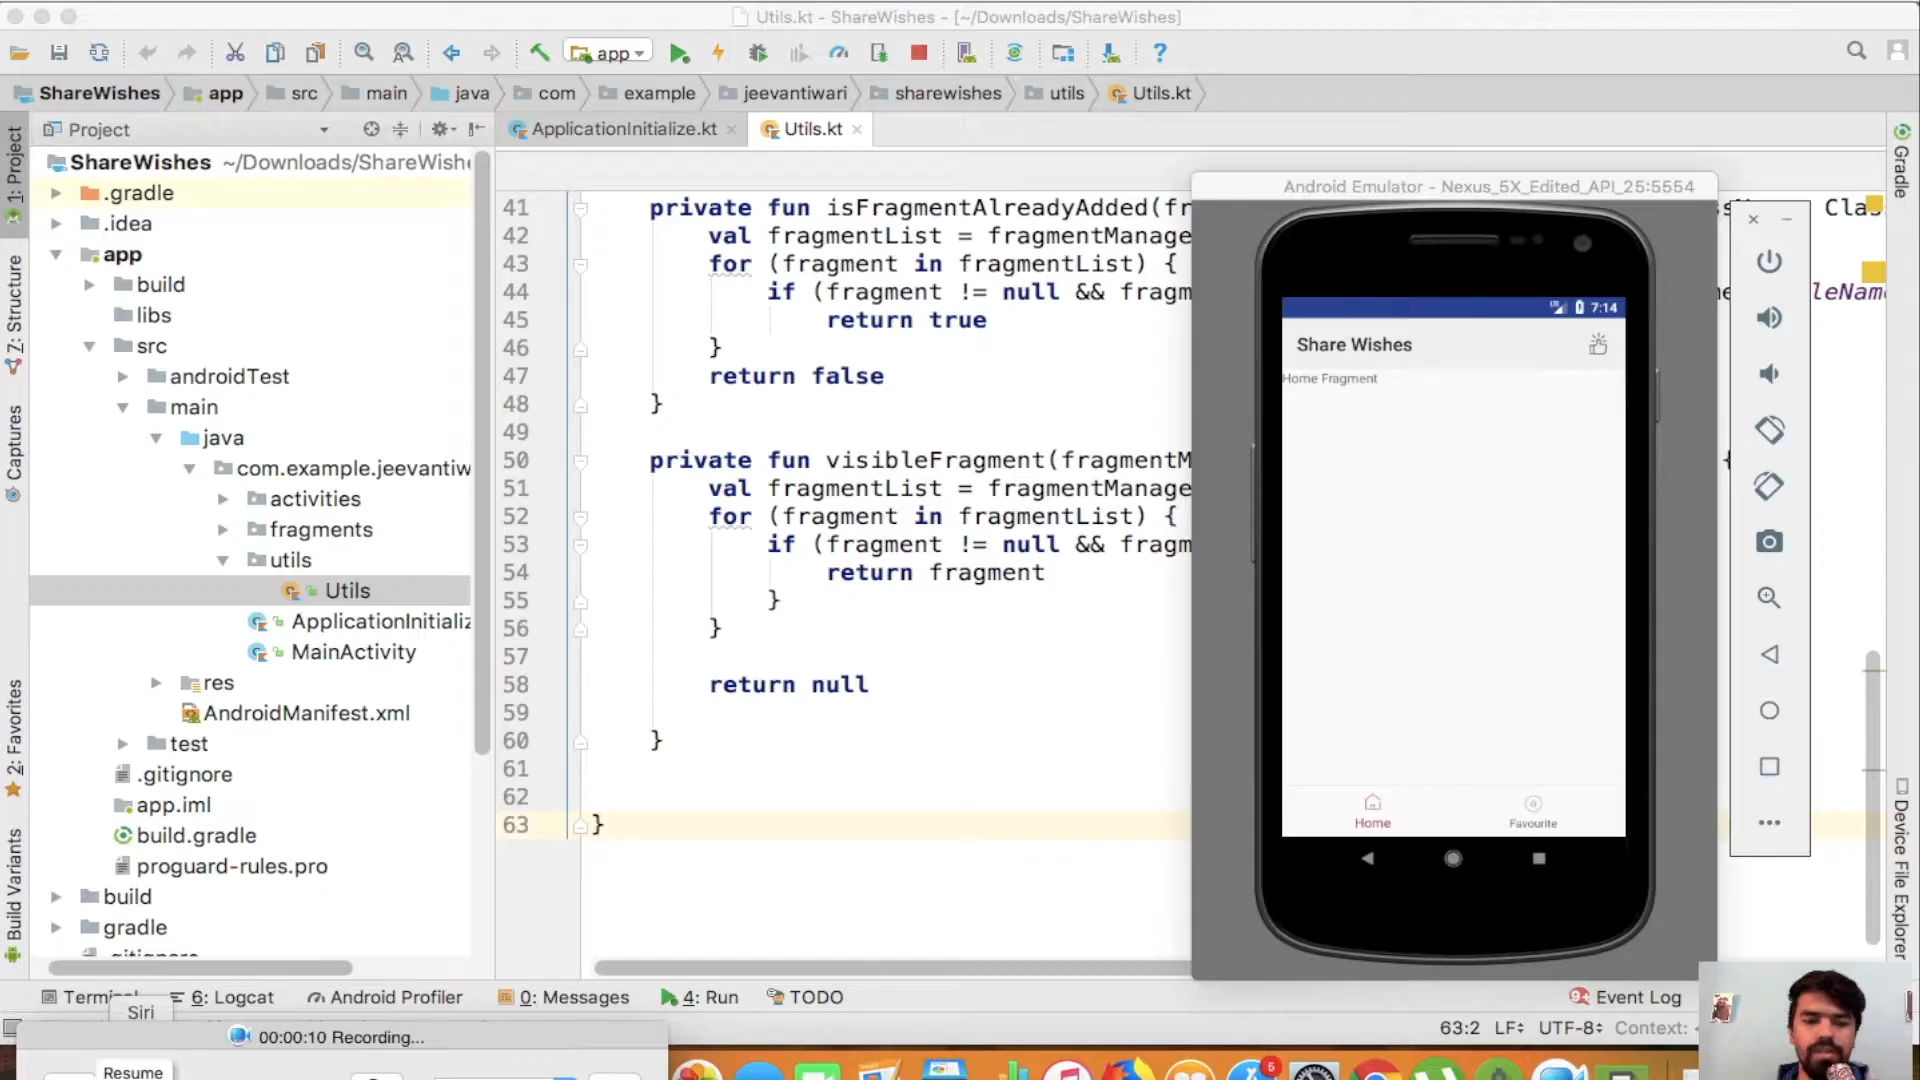 Utils.kt - ShareWishes - [~/Downloads/ShareWishes]
app
ShareWishes app src main java com example jeevantiwari sharewishes utils Utils.kt
Project
ApplicationInitialize.kt
Utils.kt
1: Project
7: Structure
Captures
2: Favorites
Build Variants
ShareWishes ~/Downloads/ShareWishe
.gradle
.idea
app
build
libs
src
androidTest
main
java
com.example.jeevantiw
activities
fragments
utils
Utils
ApplicationInitializ
MainActivity
res
AndroidManifest.xml
test
.gitignore
app.iml
build.gradle
proguard-rules.pro
build
gradle
.gitignore
41 private fun isFragmentAlreadyAdded(fr
Clas
42 val fragmentList = fragmentManage
43 for (fragment in fragmentList) {
44 if (fragment != null && fragm
leName
45 return true
46 }
47 return false
48 }
49
50 private fun visibleFragment(fragmentM
{
51 val fragmentList = fragmentManage
52 for (fragment in fragmentList) {
53 if (fragment != null && fragm
54 return fragment
55 }
56 }
57
58 return null
59
60 }
61
62
63 }
Android Emulator - Nexus_5X_Edited_API_25:5554
7:14
Share Wishes
Home Fragment
Home
Favourite
Gradle
Device File Explorer
Terminal 6: Logcat Android Profiler 0: Messages 4: Run TODO
Event Log
Siri
63:2 LF÷ UTF-8÷ Context:
00:00:10 Recording...
Resume
5